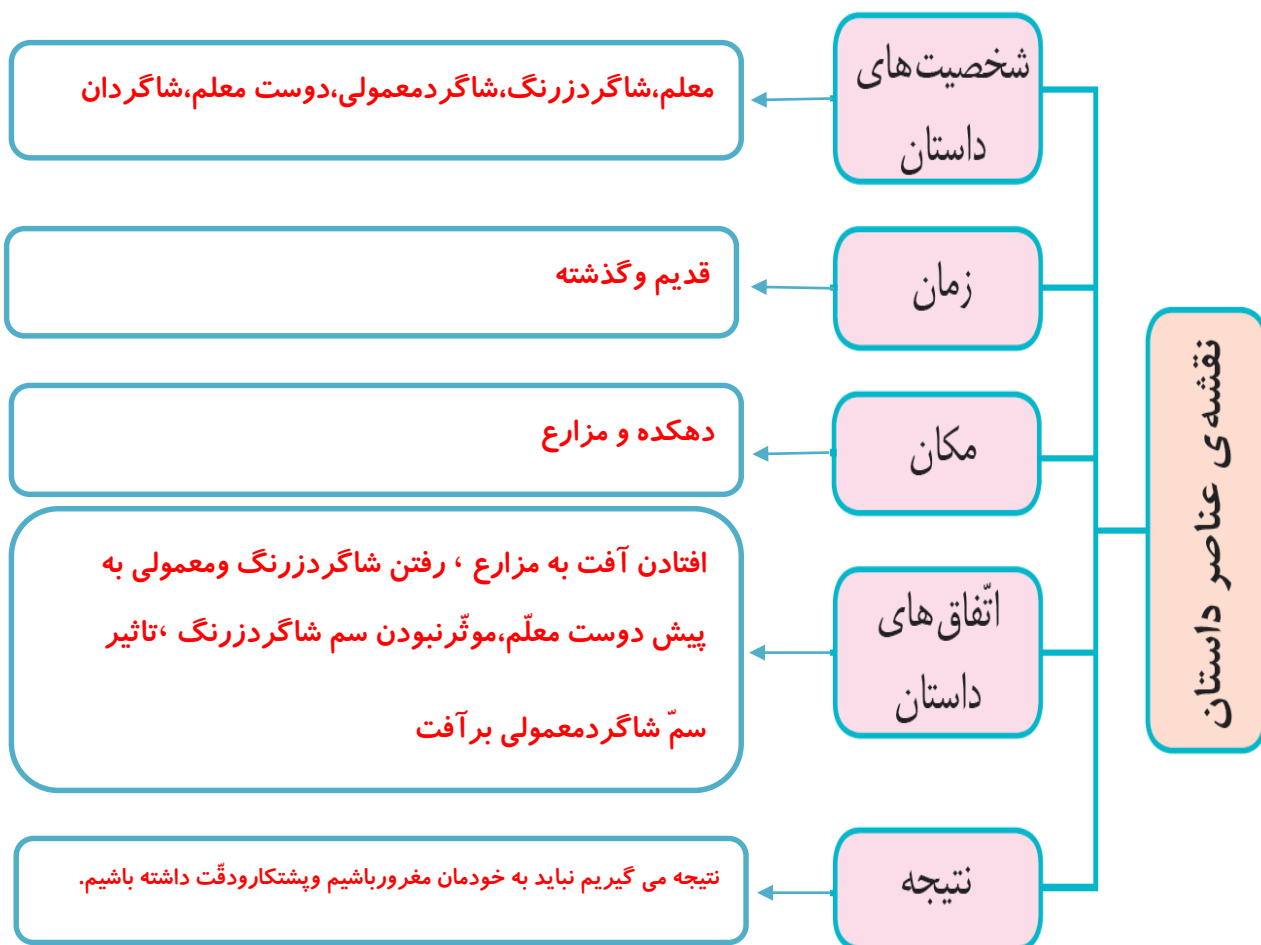 نقشه‌ی عناصر داستان
شخصیت‌های
داستان
معلم،شاگردزرنگ،شاگردمعمولی،دوست معلم،شاگردان
زمان
قدیم وگذشته
مکان
دهکده و مزارع
اتّفاق‌های
داستان
افتادن آفت به مزارع ، رفتن شاگردزرنگ ومعمولی به
پیش دوست معلّم،موثّرنبودن سم شاگردزرنگ ،تاثیر
سمّ شاگردمعمولی برآفت
نتیجه
نتیجه می گیریم نباید به خودمان مغرورباشیم وپشتکارودقّت داشته باشیم.